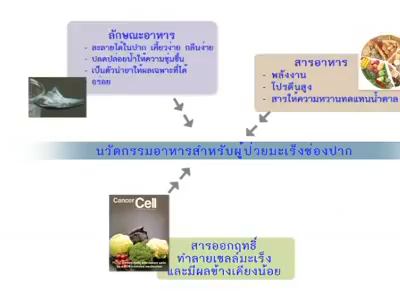 ลักษณะอาหาร
- ละลายได้ในปาก เคี้ยวง่าย กลืนง่าย
- ปลดปล่อยน้ำให้ความชุ่มชื้น
- เป็นตัวนำยาให้ผลเฉพาะที่ได้
อร่อย
สารอาหาร
- พลังงาน
- โปรตีนสูง
- สารให้ความหวานทดแทนน้ำตาล
นวัตกรรมอาหารสำหรับผู้ป่วยมะเร็งช่องปาก
Cancer Cell
สารออกฤทธิ์
ทำลายเซลล์มะเร็ง
และมีผลข้างเคียงน้อย